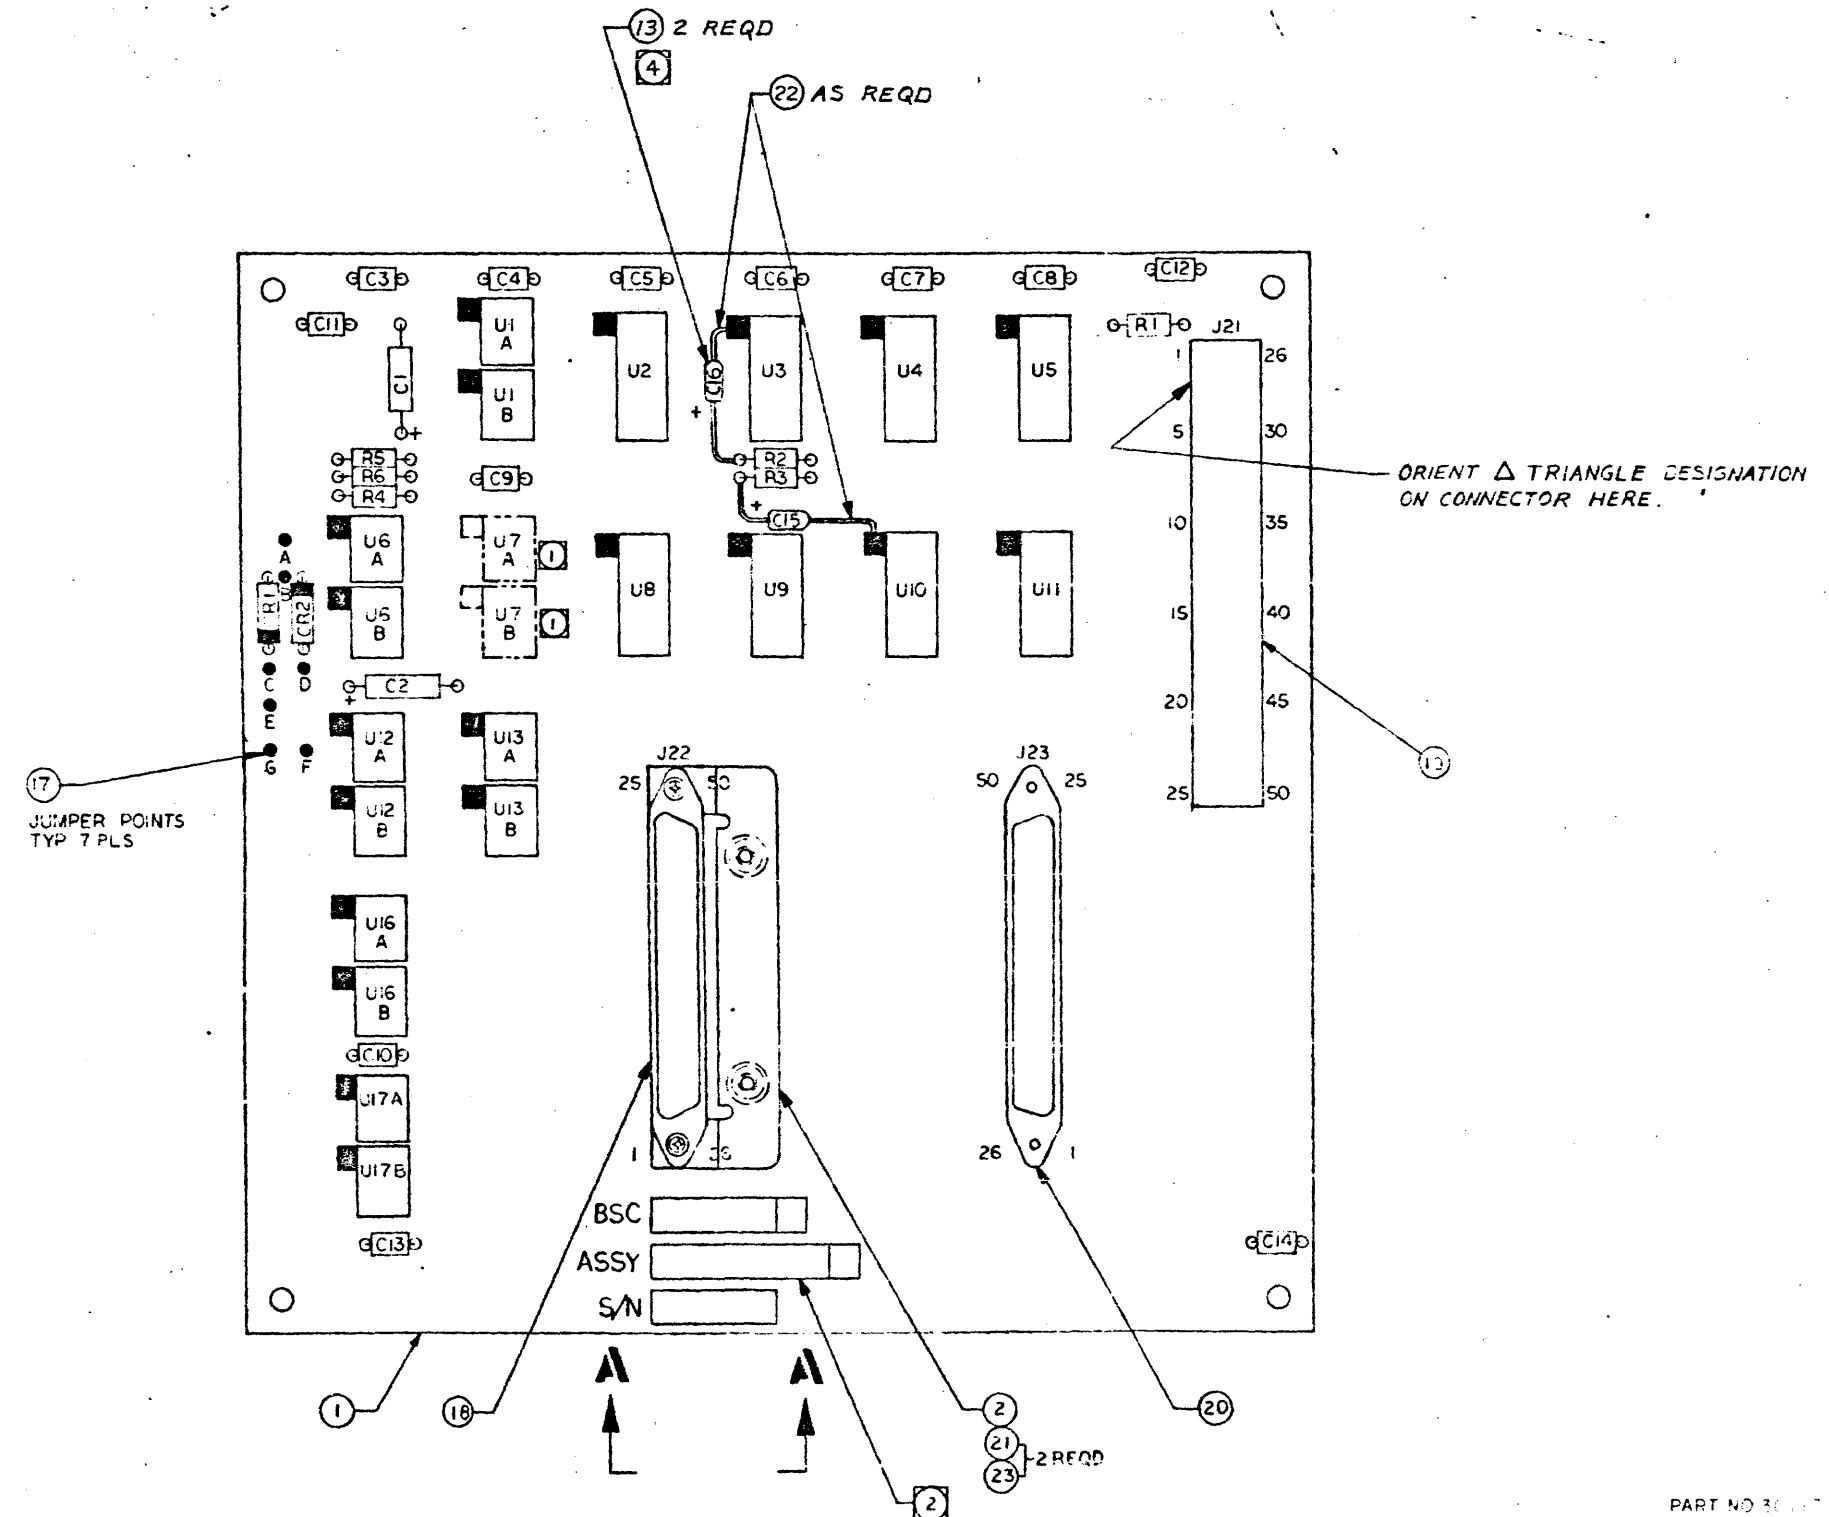 13 2 REQD
4
22 AS REQD
C3 C4 C5 C6 C7 C8 C12
C11 R1 J21
U1 A
U1 B
U2 U3 U4 U5
C1
C16
+
+
1 26
5 30
10 35
15 40
20 45
25 50
ORIENT △ TRIANGLE DESIGNATION
ON CONNECTOR HERE.
R5
R6
R4
C9
R2
R3
+
C15
A
U6 A
U6 B
U7 A 1
U7 B 1
U8 U9 U10 U11
CR2
C D
E
G F
C2
+
17
JUMPER POINTS
TYP 7 PLS
U12 A
U12 B
U13 A
U13 B
J22
25 50
J23
50 25
U16 A
U16 B
C10
U17A
U17B
C13
1
26 1
C14
BSC
ASSY
S/N
A A
1
18
2
21
23
2 REQD
20
2
PART NO